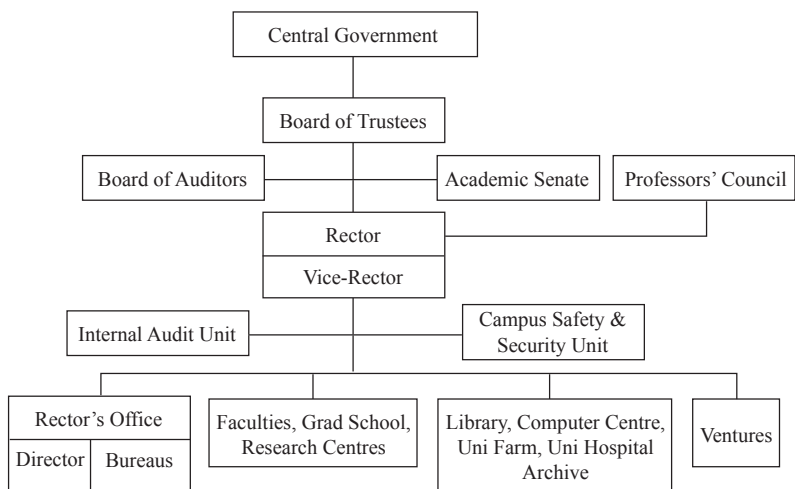 Central Government
Board of Trustees
Board of Auditors
Academic Senate
Professors’ Council
Rector
Vice-Rector
Internal Audit Unit
Campus Safety &
Security Unit
Rector’s Office
Director
Bureaus
Faculties, Grad School,
Research Centres
Library, Computer Centre,
Uni Farm, Uni Hospital
Archive
Ventures